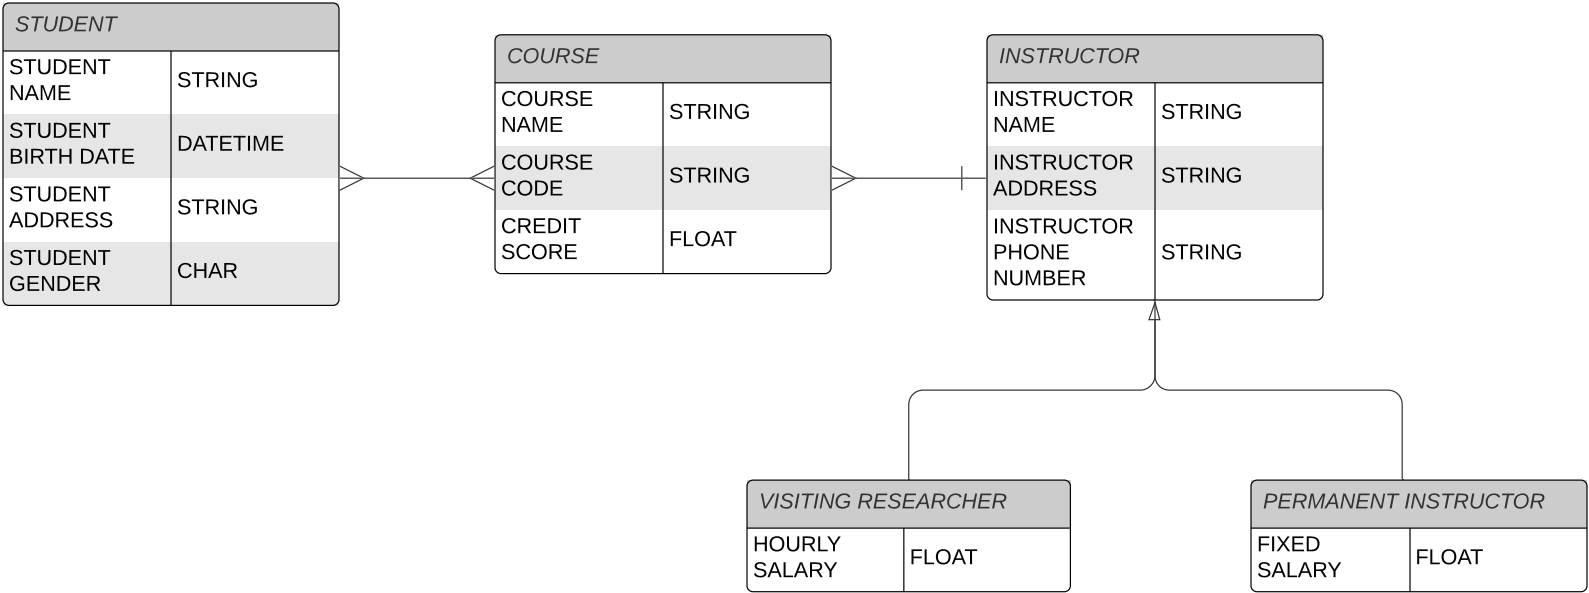 STUDENT
STUDENT
NAME
STRING
STUDENT
BIRTH DATE
DATETIME
STUDENT
ADDRESS
STRING
STUDENT
GENDER
CHAR
COURSE
COURSE
NAME
STRING
COURSE
CODE
STRING
CREDIT
SCORE
FLOAT
INSTRUCTOR
INSTRUCTOR
NAME
STRING
INSTRUCTOR
ADDRESS
STRING
INSTRUCTOR
PHONE
NUMBER
STRING
VISITING RESEARCHER
HOURLY
SALARY
FLOAT
PERMANENT INSTRUCTOR
FIXED
SALARY
FLOAT